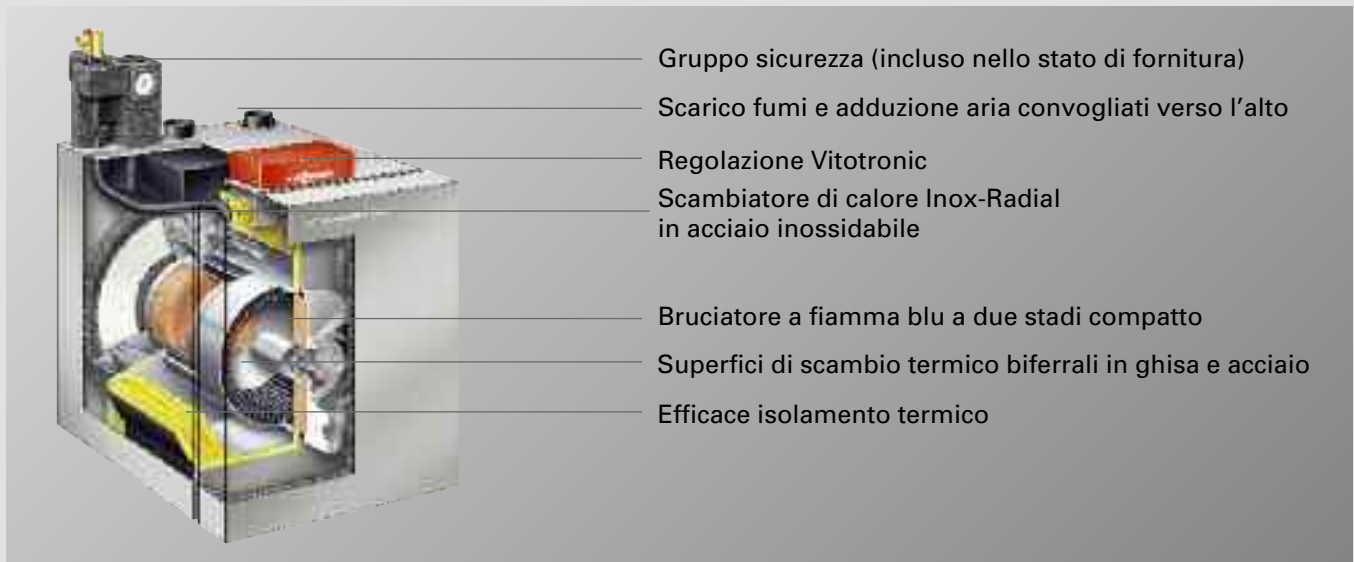 Gruppo sicurezza (incluso nello stato di fornitura)
Scarico fumi e adduzione aria convogliati verso l’alto
Regolazione Vitotronic
Scambiatore di calore Inox-Radial
in acciaio inossidabile
Bruciatore a fiamma blu a due stadi compatto
Superfici di scambio termico biferrali in ghisa e acciaio
Efficace isolamento termico